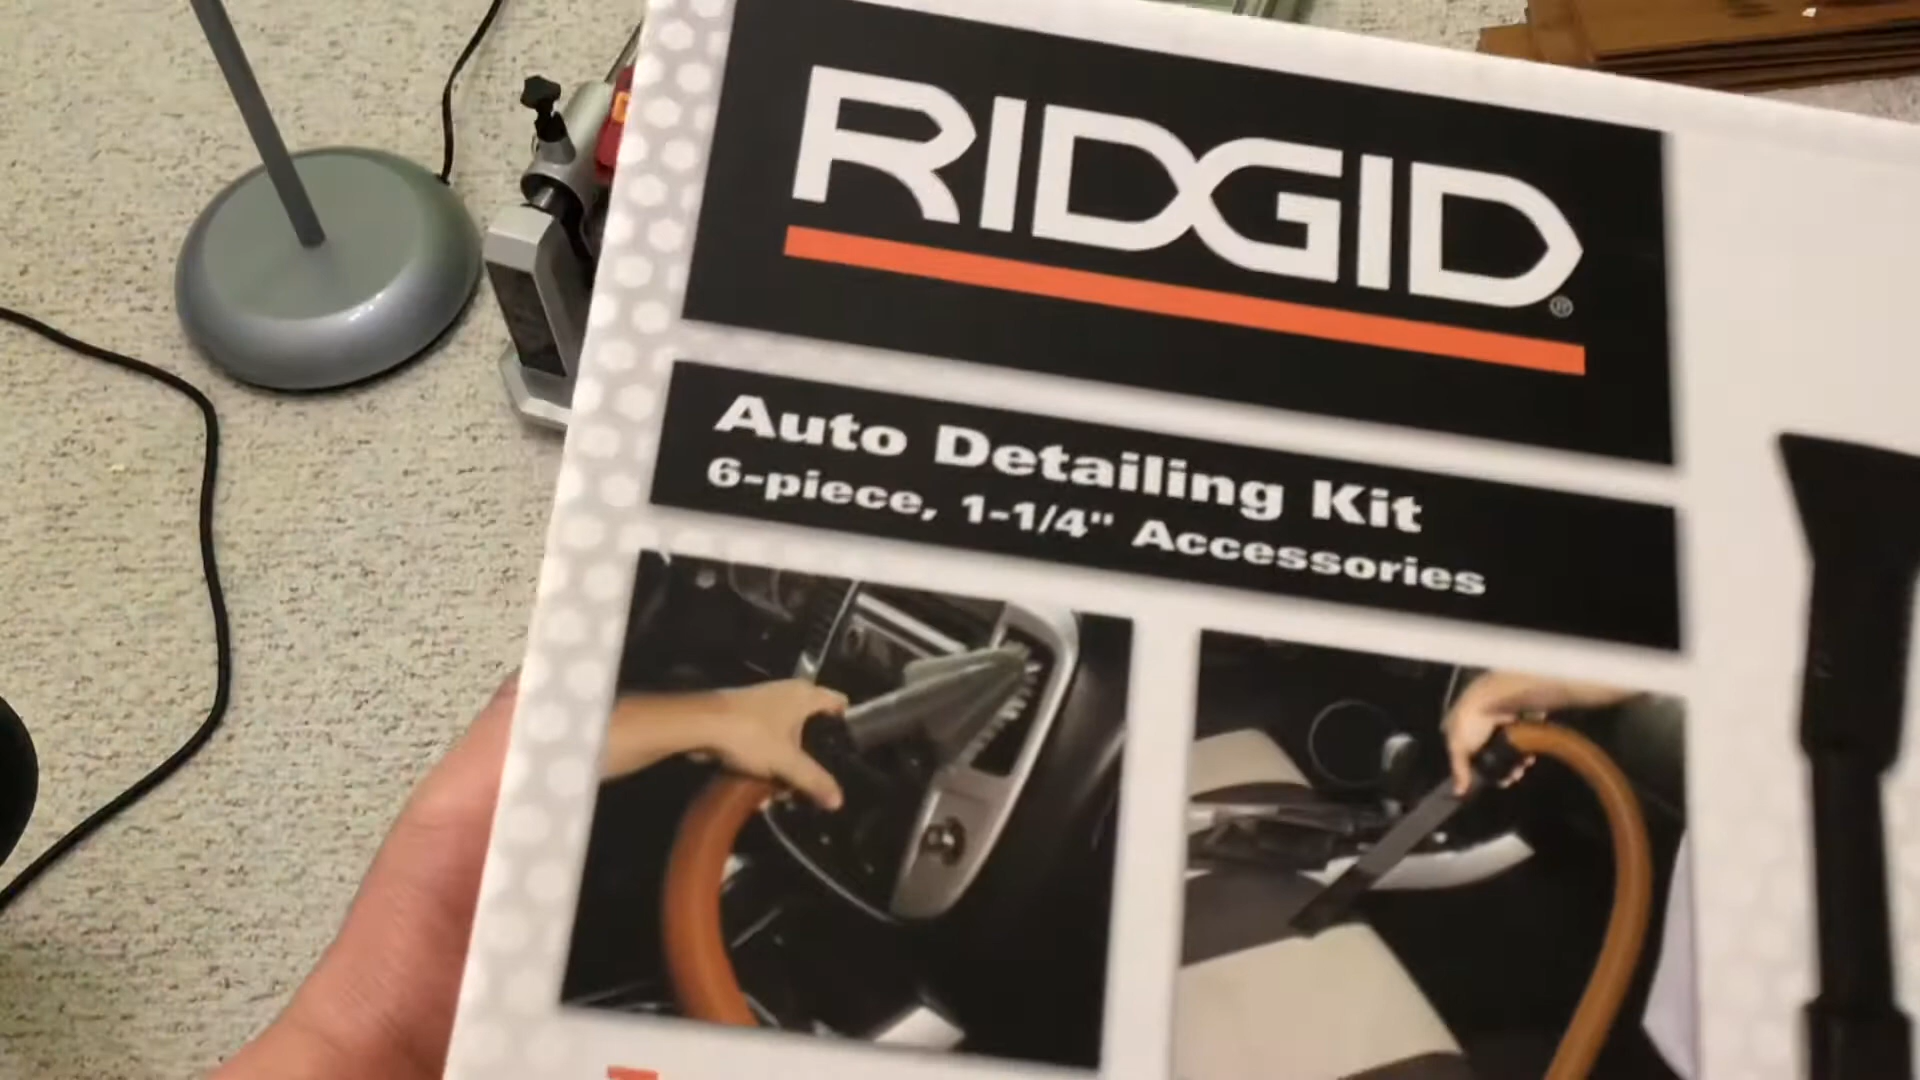 RIDGID®
Auto Detailing Kit
6-piece, 1-1/4" Accessories